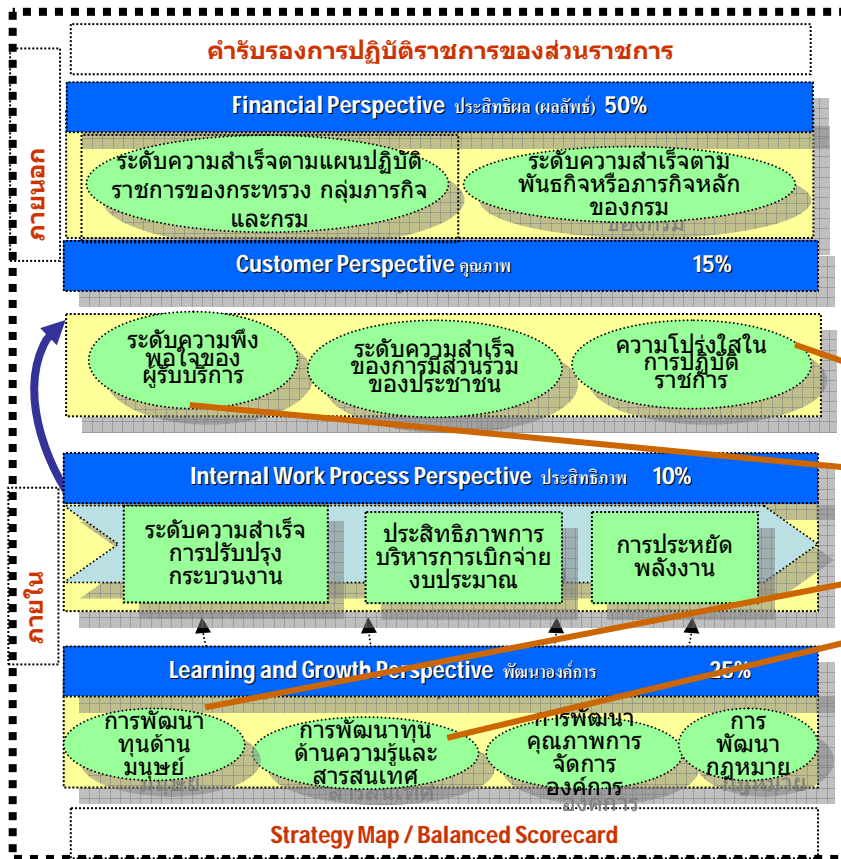 คำรับรองการปฏิบัติราชการของส่วนราชการ
ภายนอก
Financial Perspective ประสิทธิผล (ผลลัพธ์) 50%
ระดับความสำเร็จตามแผนปฏิบัติ
ราชการของกระทรวง กลุ่มภารกิจ
และกรม
ระดับความสำเร็จตาม
พันธกิจหรือภารกิจหลัก
ของกรม
Customer Perspective คุณภาพ 15%
ระดับความพึง
พอใจของ
ผู้รับบริการ
ระดับความสำเร็จ
ของการมีส่วนร่วม
ของประชาชน
ความโปร่งใสใน
การปฏิบัติ
ราชการ
ภายใน
Internal Work Process Perspective ประสิทธิภาพ 10%
ระดับความสำเร็จ
การปรับปรุง
กระบวนงาน
ประสิทธิภาพการ
บริหารการเบิกจ่าย
งบประมาณ
การประหยัด
พลังงาน
Learning and Growth Perspective พัฒนาองค์การ 25%
การพัฒนา
ทุนด้าน
มนุษย์
การพัฒนาทุน
ด้านความรู้และ
สารสนเทศ
การพัฒนา
คุณภาพการ
จัดการ
องค์การ
การ
พัฒนา
กฎหมาย
Strategy Map / Balanced Scorecard